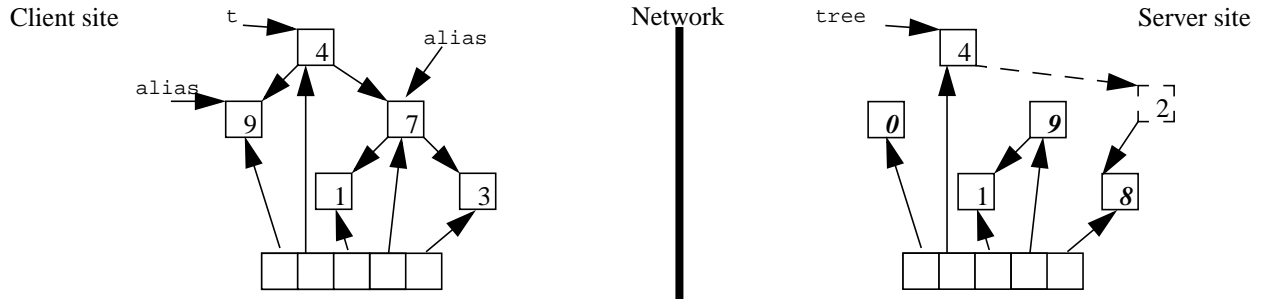 Client site
Network
Server site
t
tree
4
alias
4
alias
2
9
7
0
9
1
3
1
8